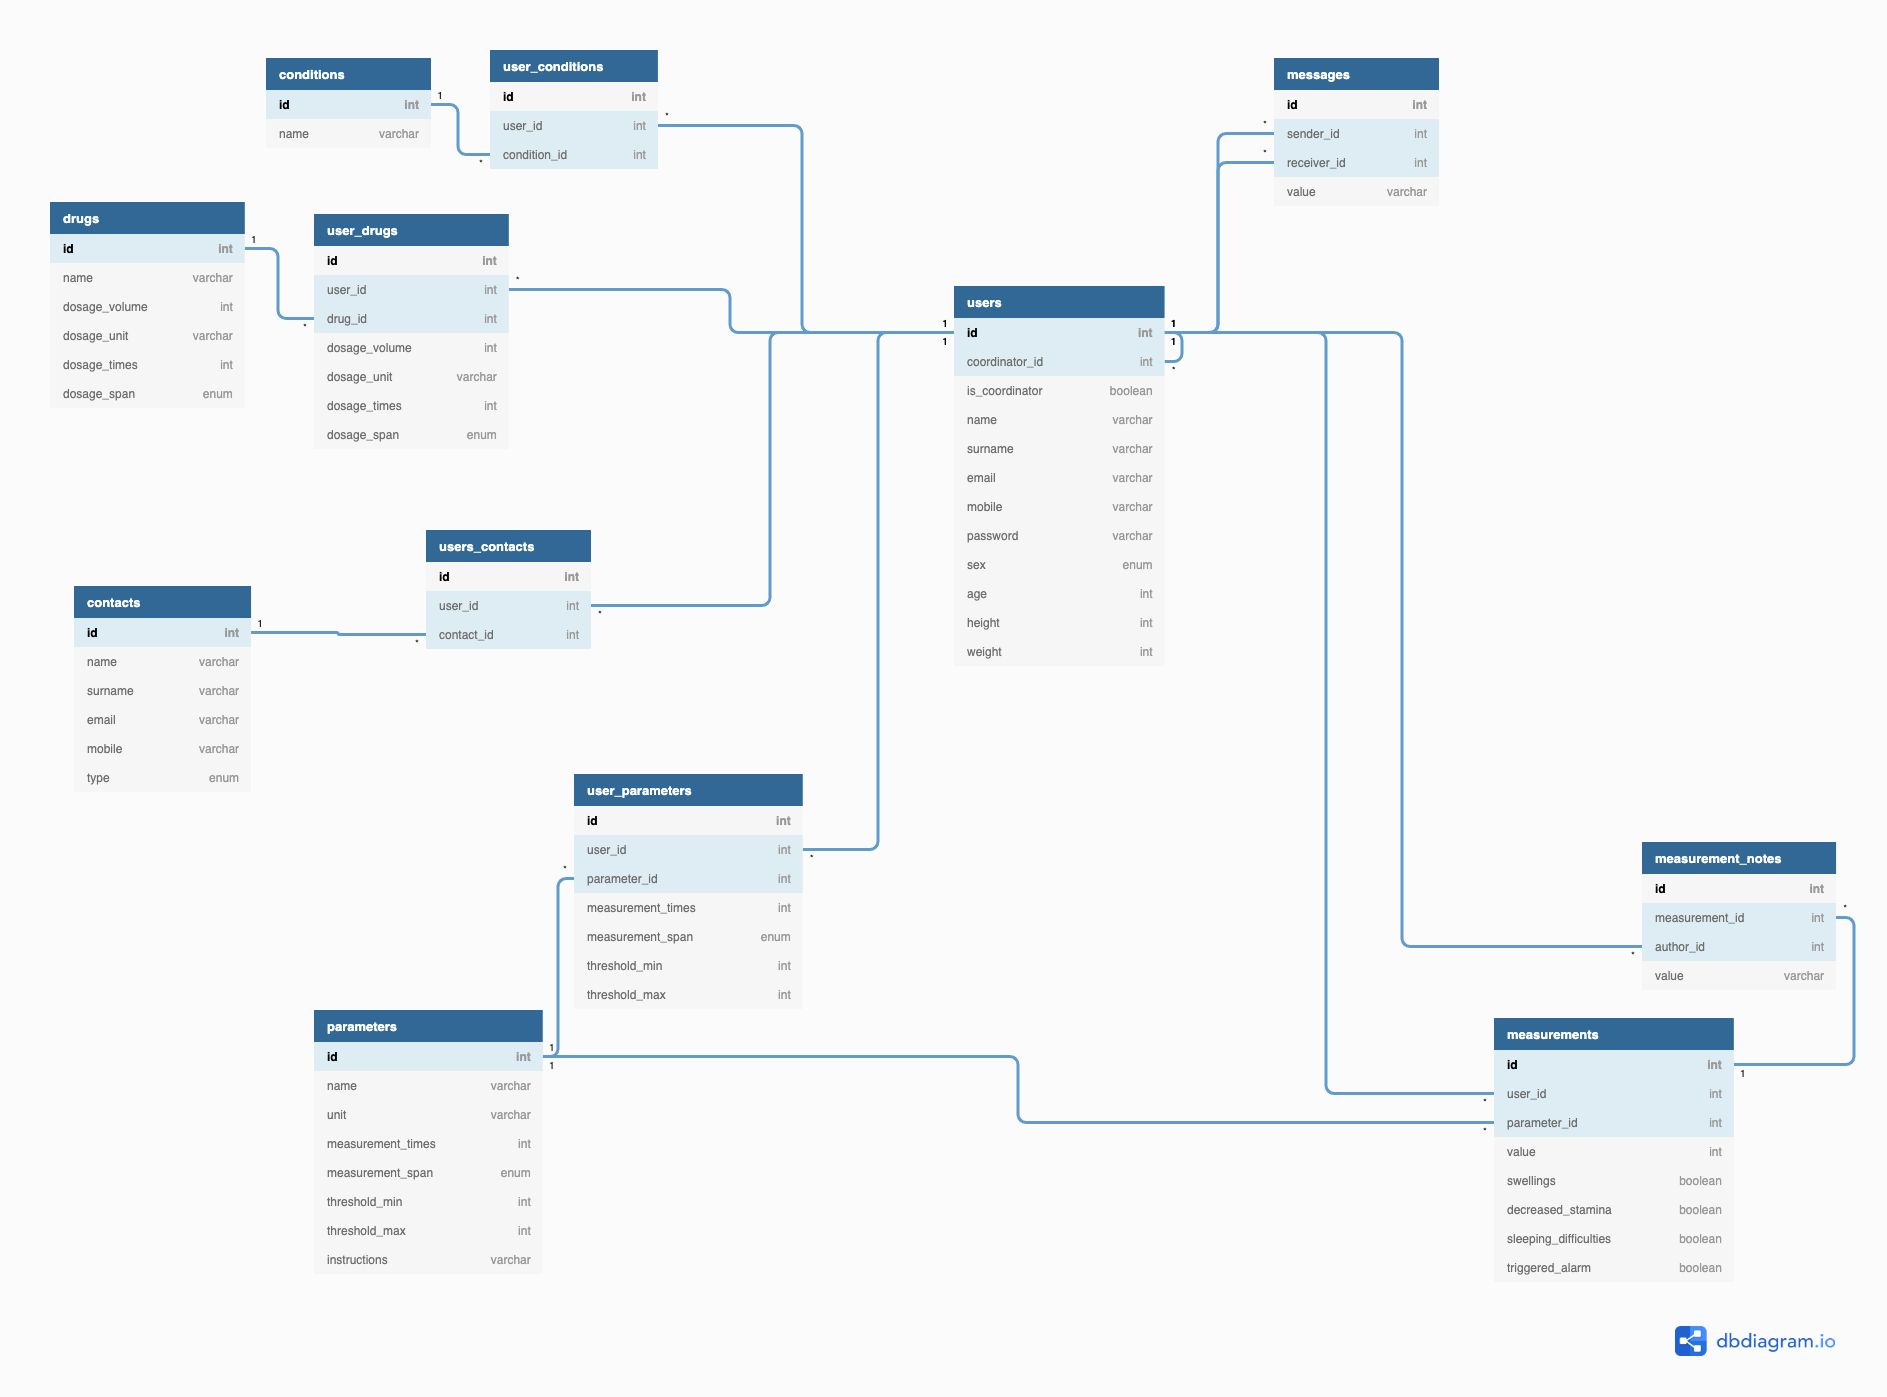 conditions
id int
name varchar
1
user_conditions
id int
user_id int
condition_id int
*
*
messages
id int
sender_id int
receiver_id int
value varchar
*
*
drugs
id int
name varchar
dosage_volume int
dosage_unit varchar
dosage_times int
dosage_span enum
1
user_drugs
id int
user_id int
drug_id int
dosage_volume int
dosage_unit varchar
dosage_times int
dosage_span enum
*
*
users
id int
coordinator_id int
is_coordinator boolean
name varchar
surname varchar
email varchar
mobile varchar
password varchar
sex enum
age int
height int
weight int
1
1
1
1
*
users_contacts
id int
user_id int
contact_id int
*
*
contacts
id int
name varchar
surname varchar
email varchar
mobile varchar
type enum
1
user_parameters
id int
user_id int
parameter_id int
measurement_times int
measurement_span enum
threshold_min int
threshold_max int
*
*
parameters
id int
name varchar
unit varchar
measurement_times int
measurement_span enum
threshold_min int
threshold_max int
instructions varchar
1
1
measurement_notes
id int
measurement_id int
author_id int
value varchar
*
*
measurements
id int
user_id int
parameter_id int
value int
swellings boolean
decreased_stamina boolean
sleeping_difficulties boolean
triggered_alarm boolean
1
*
*
dbdiagram.io